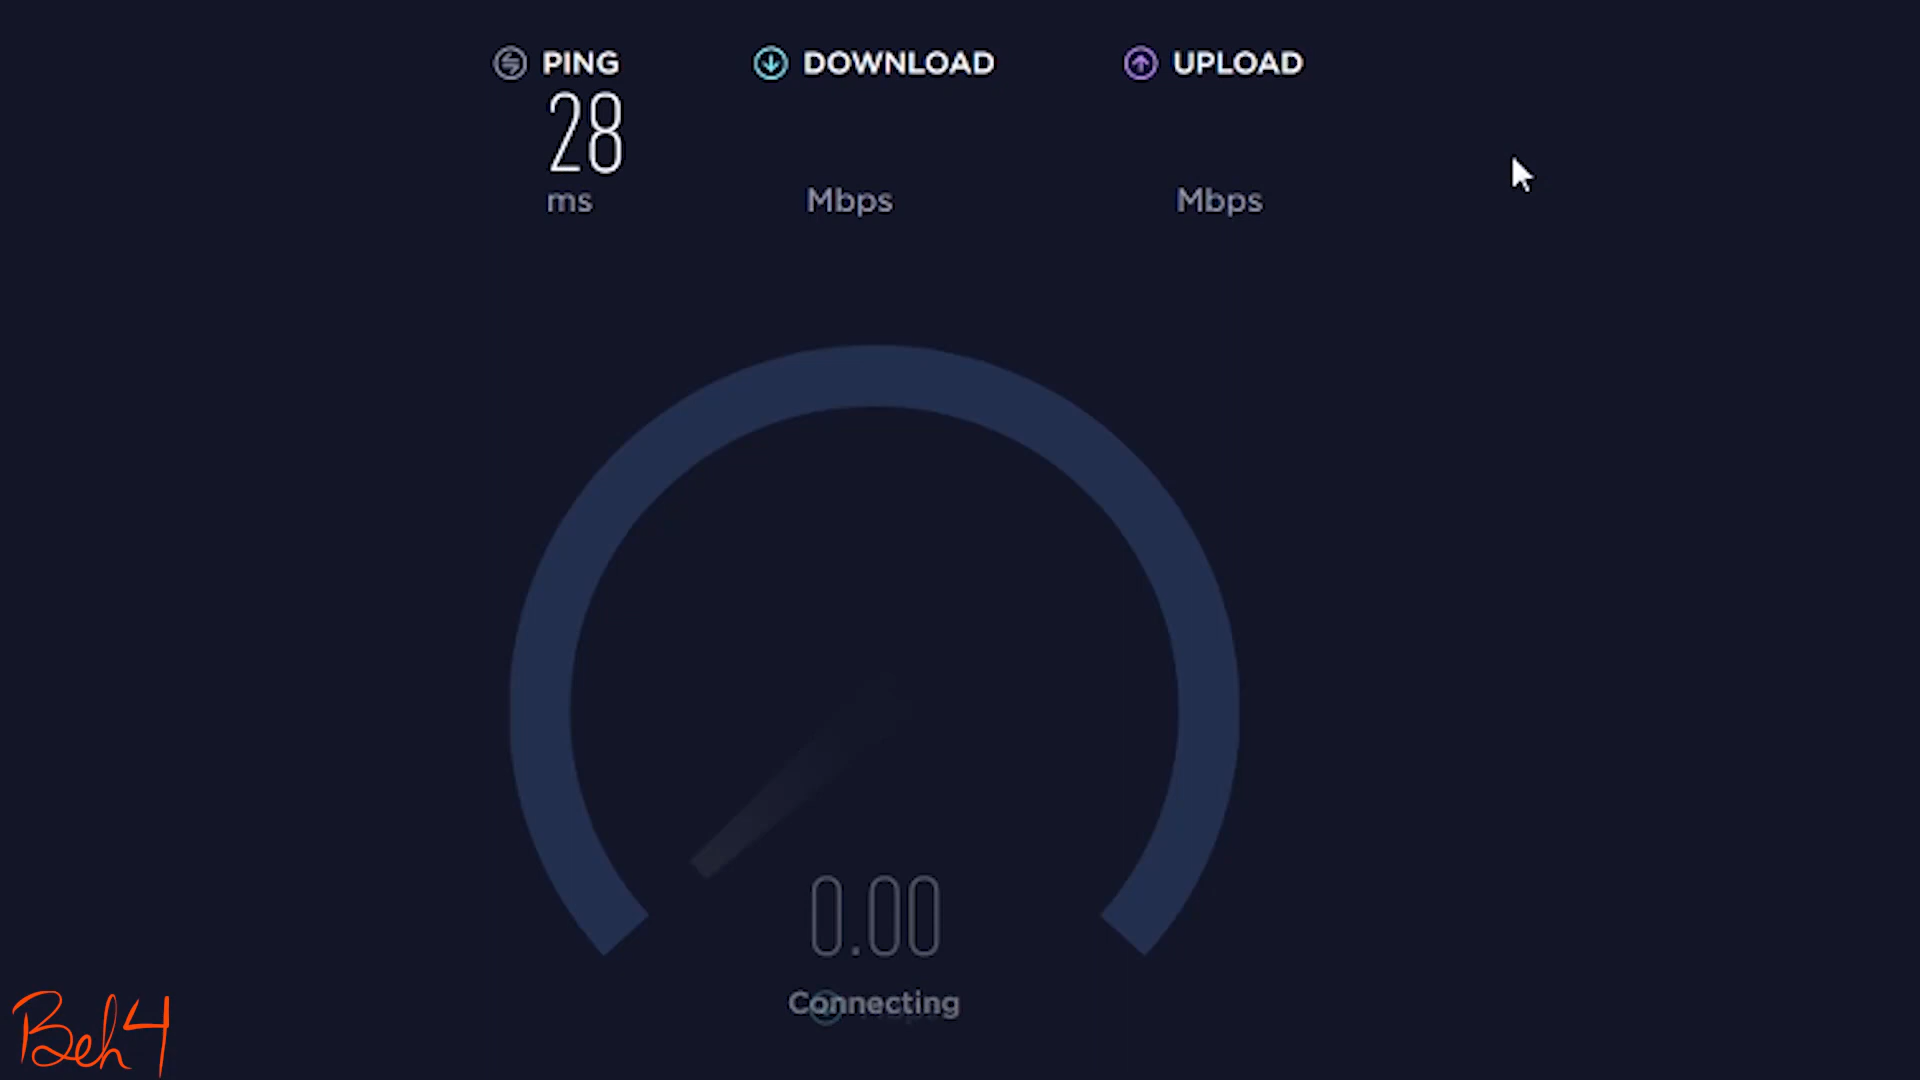 PING DOWNLOAD UPLOAD
28
ms Mbps Mbps
0.00
Connecting
Beh4